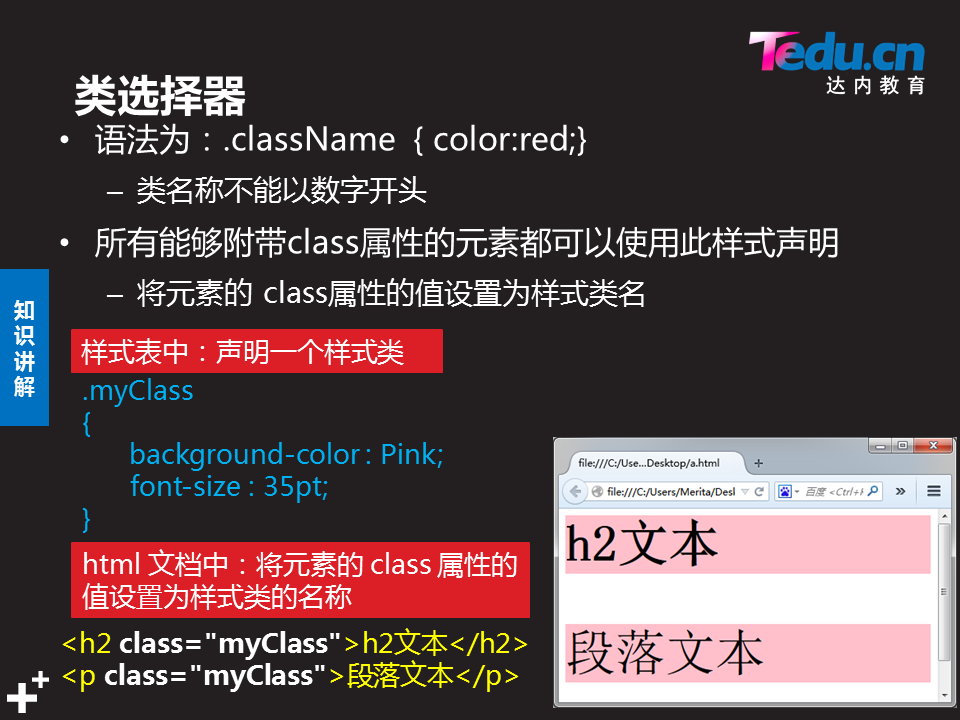 Tedu.cn
达内教育
类选择器
• 语法为：.className { color:red;}
– 类名称不能以数字开头
• 所有能够附带class属性的元素都可以使用此样式声明
– 将元素的 class属性的值设置为样式类名
知识讲解
样式表中：声明一个样式类
.myClass
{
background-color : Pink;
font-size : 35pt;
}
html 文档中：将元素的 class 属性的
值设置为样式类的名称
<h2 class="myClass">h2文本</h2>
<p class="myClass">段落文本</p>
file:///C:/Use...Desktop/a.html
file:///C:/Users/Merita/Desl
百度 <Ctrl+
h2文本
段落文本